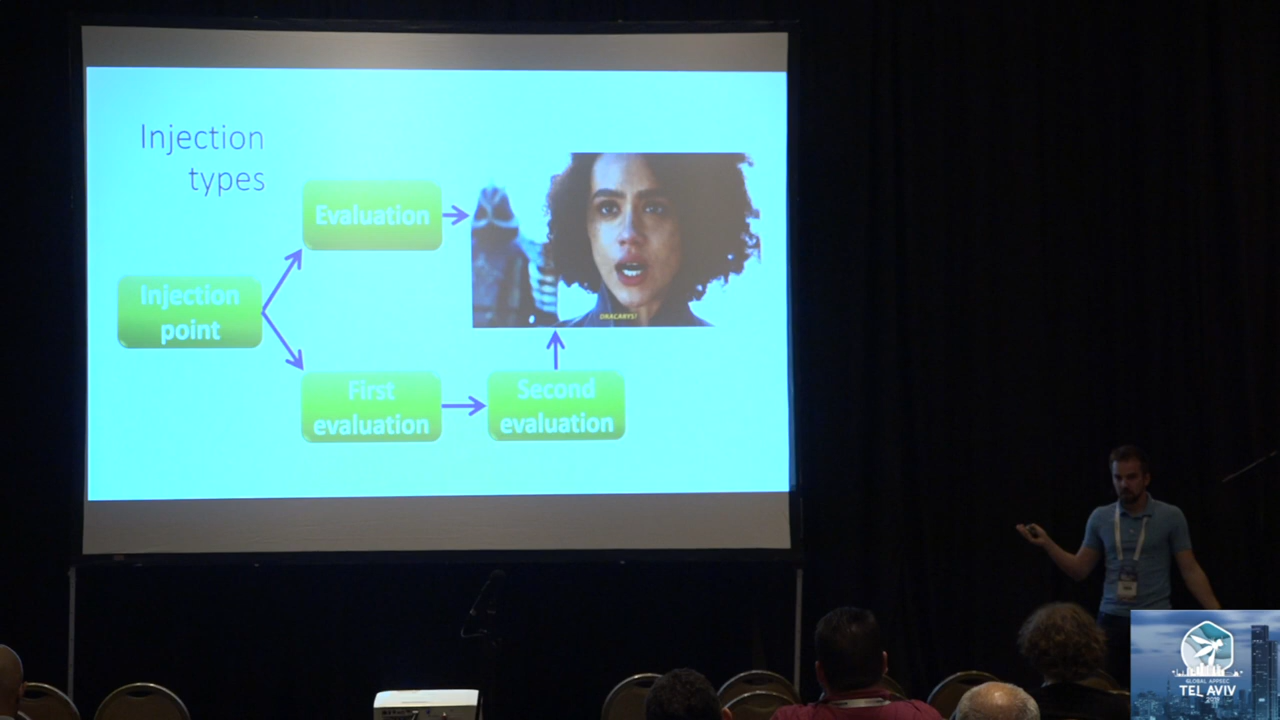 Injection
types
Evaluation
Injection
point
First
evaluation
Second
evaluation
DRACARYS!
GLOBAL APPSEC
TEL AVIV